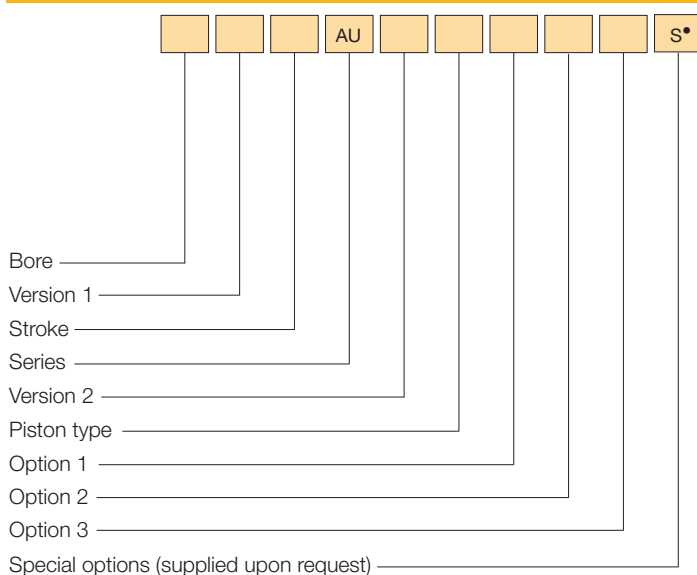 AU S•
Bore
Version 1
Stroke
Series
Version 2
Piston type
Option 1
Option 2
Option 3
Special options (supplied upon request)